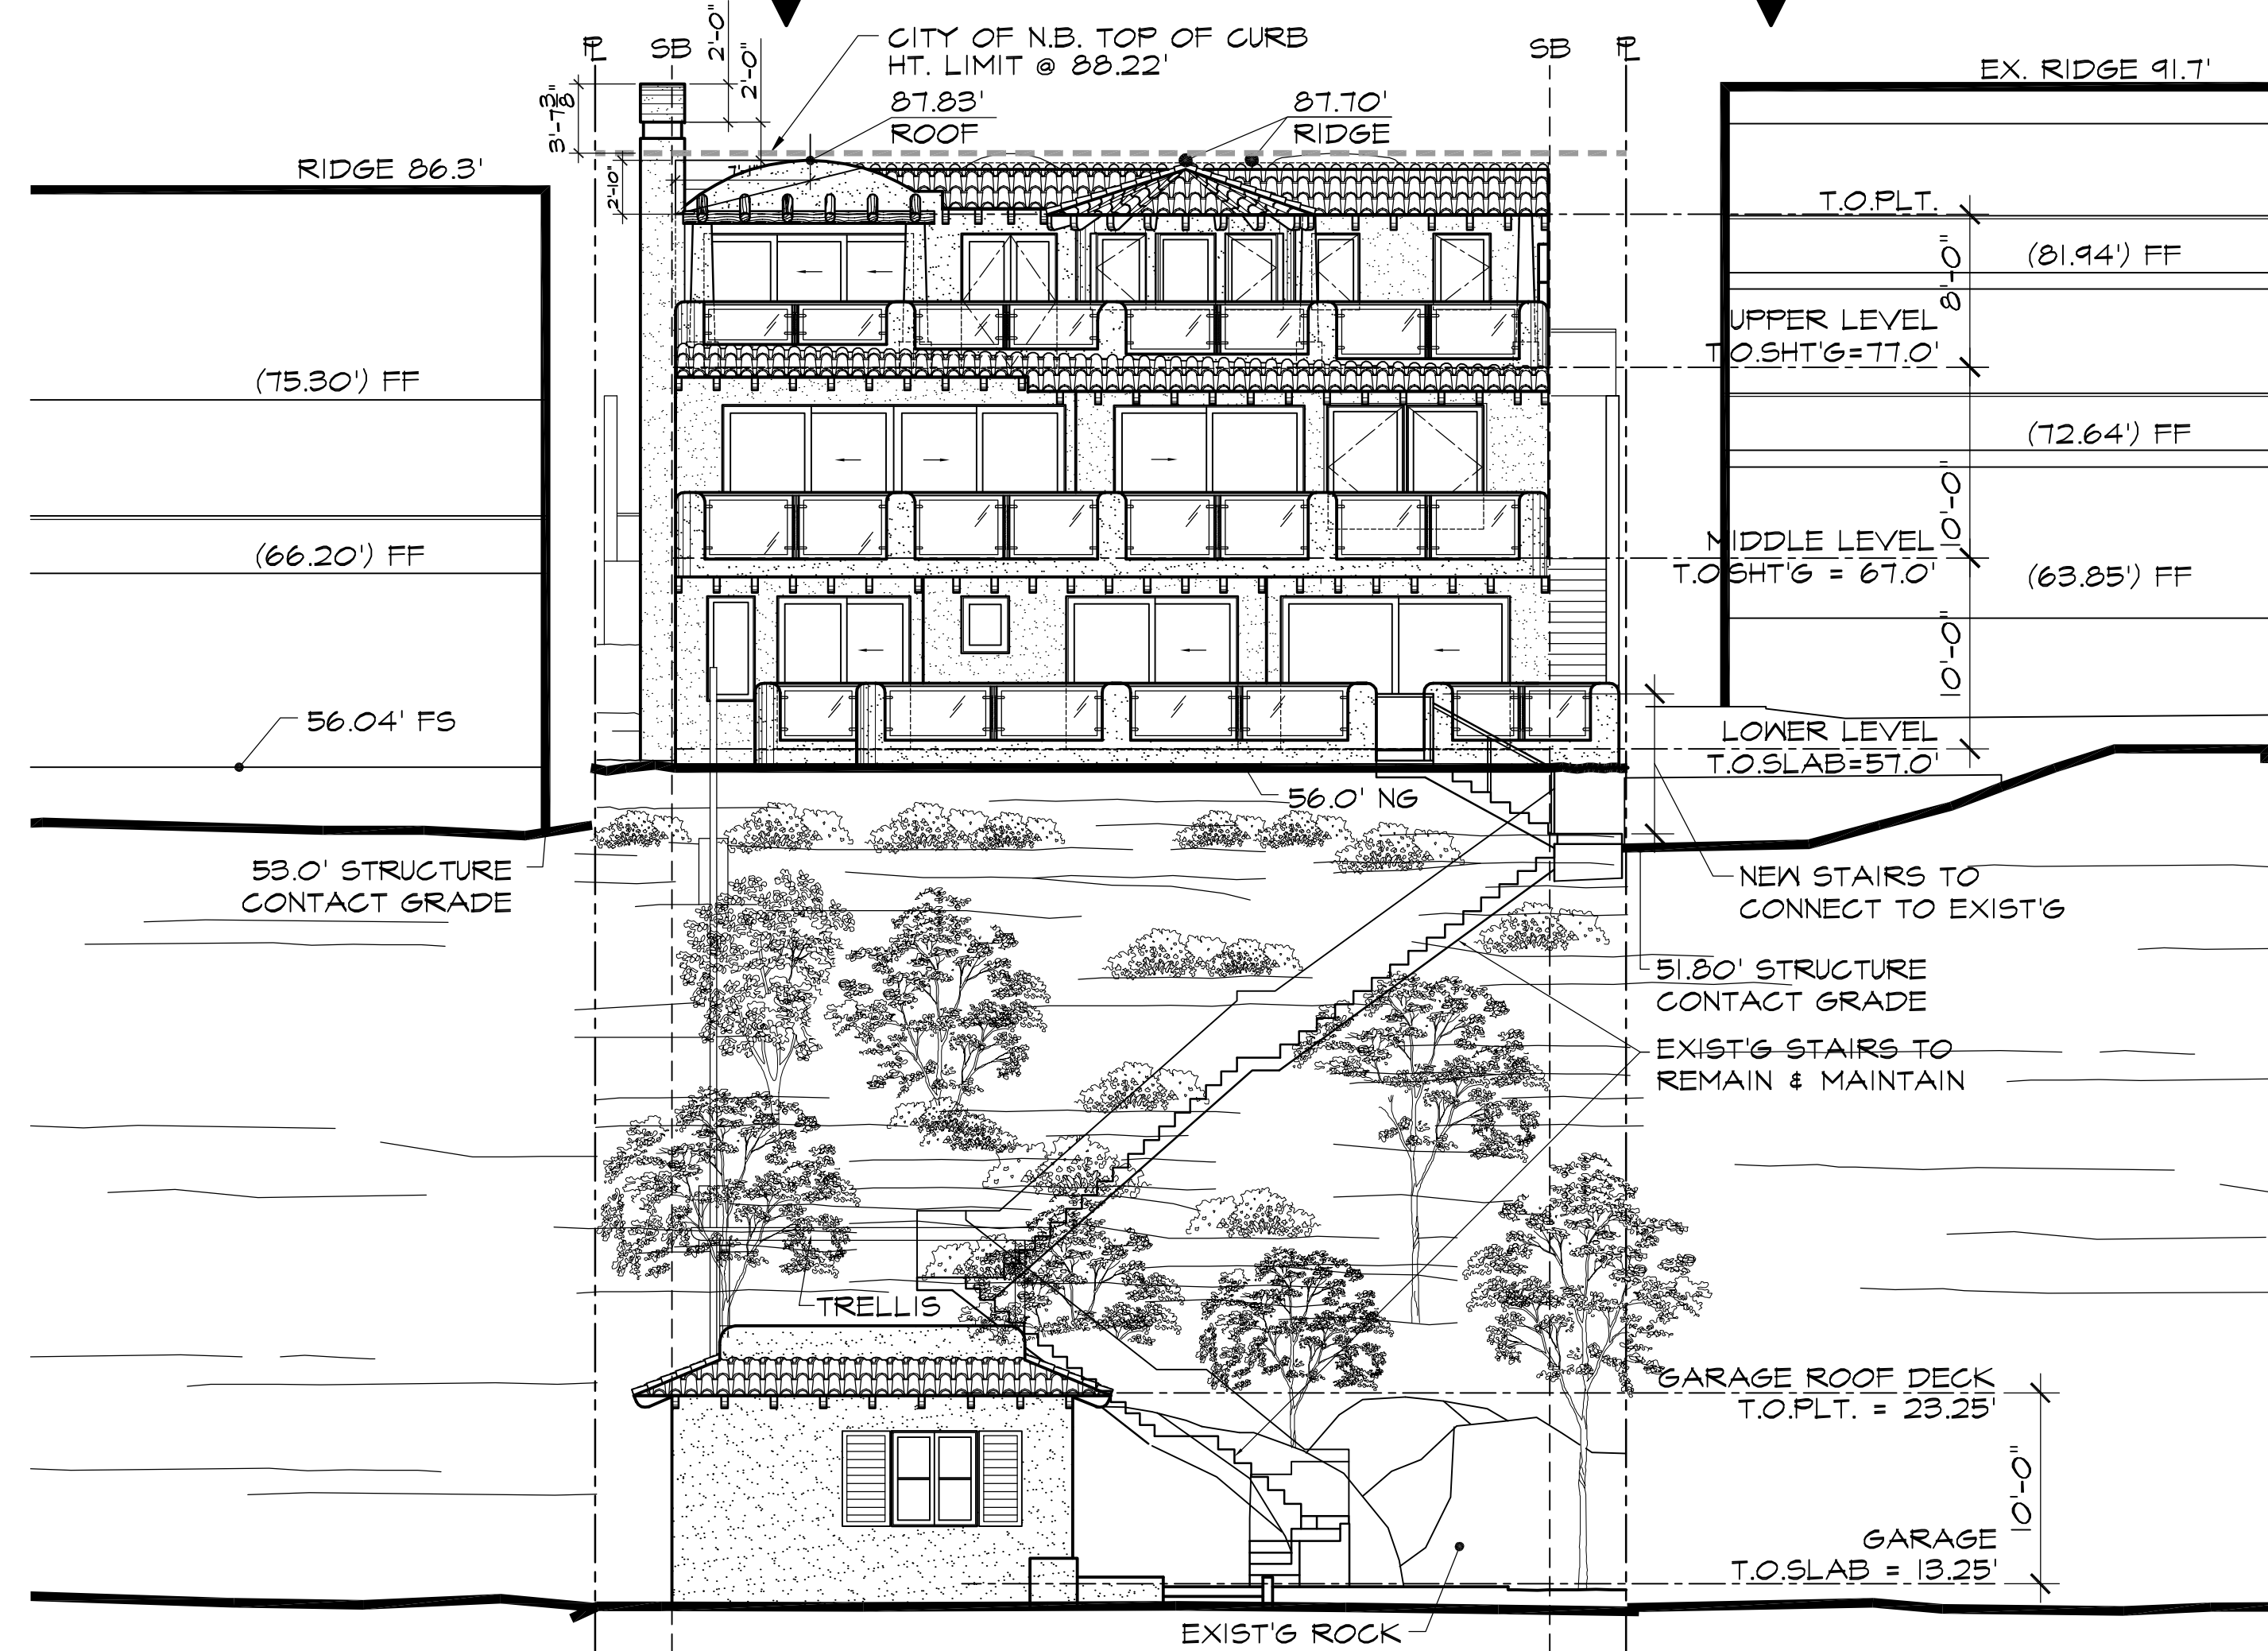 2'-0"
2'-0"
3'-7 3/8"
2'-10"
PL
SB
CITY OF N.B. TOP OF CURB
HT. LIMIT @ 88.22'
SB
PL
EX. RIDGE 91.7'
87.83'
ROOF
87.70'
RIDGE
RIDGE 86.3'
T.O.PLT.
(81.94') FF
8'-0"
UPPER LEVEL
T.O.SHT'G=77.0'
(75.30') FF
(72.64') FF
10'-0"
MIDDLE LEVEL
T.O.SHT'G = 67.0'
(66.20') FF
(63.85') FF
10'-0"
56.04' FS
LOWER LEVEL
T.O.SLAB=57.0'
56.0' NG
53.0' STRUCTURE
CONTACT GRADE
NEW STAIRS TO
CONNECT TO EXIST'G
51.80' STRUCTURE
CONTACT GRADE
EXIST'G STAIRS TO
REMAIN & MAINTAIN
TRELLIS
GARAGE ROOF DECK
T.O.PLT. = 23.25'
10'-0"
GARAGE
T.O.SLAB = 13.25'
EXIST'G ROCK